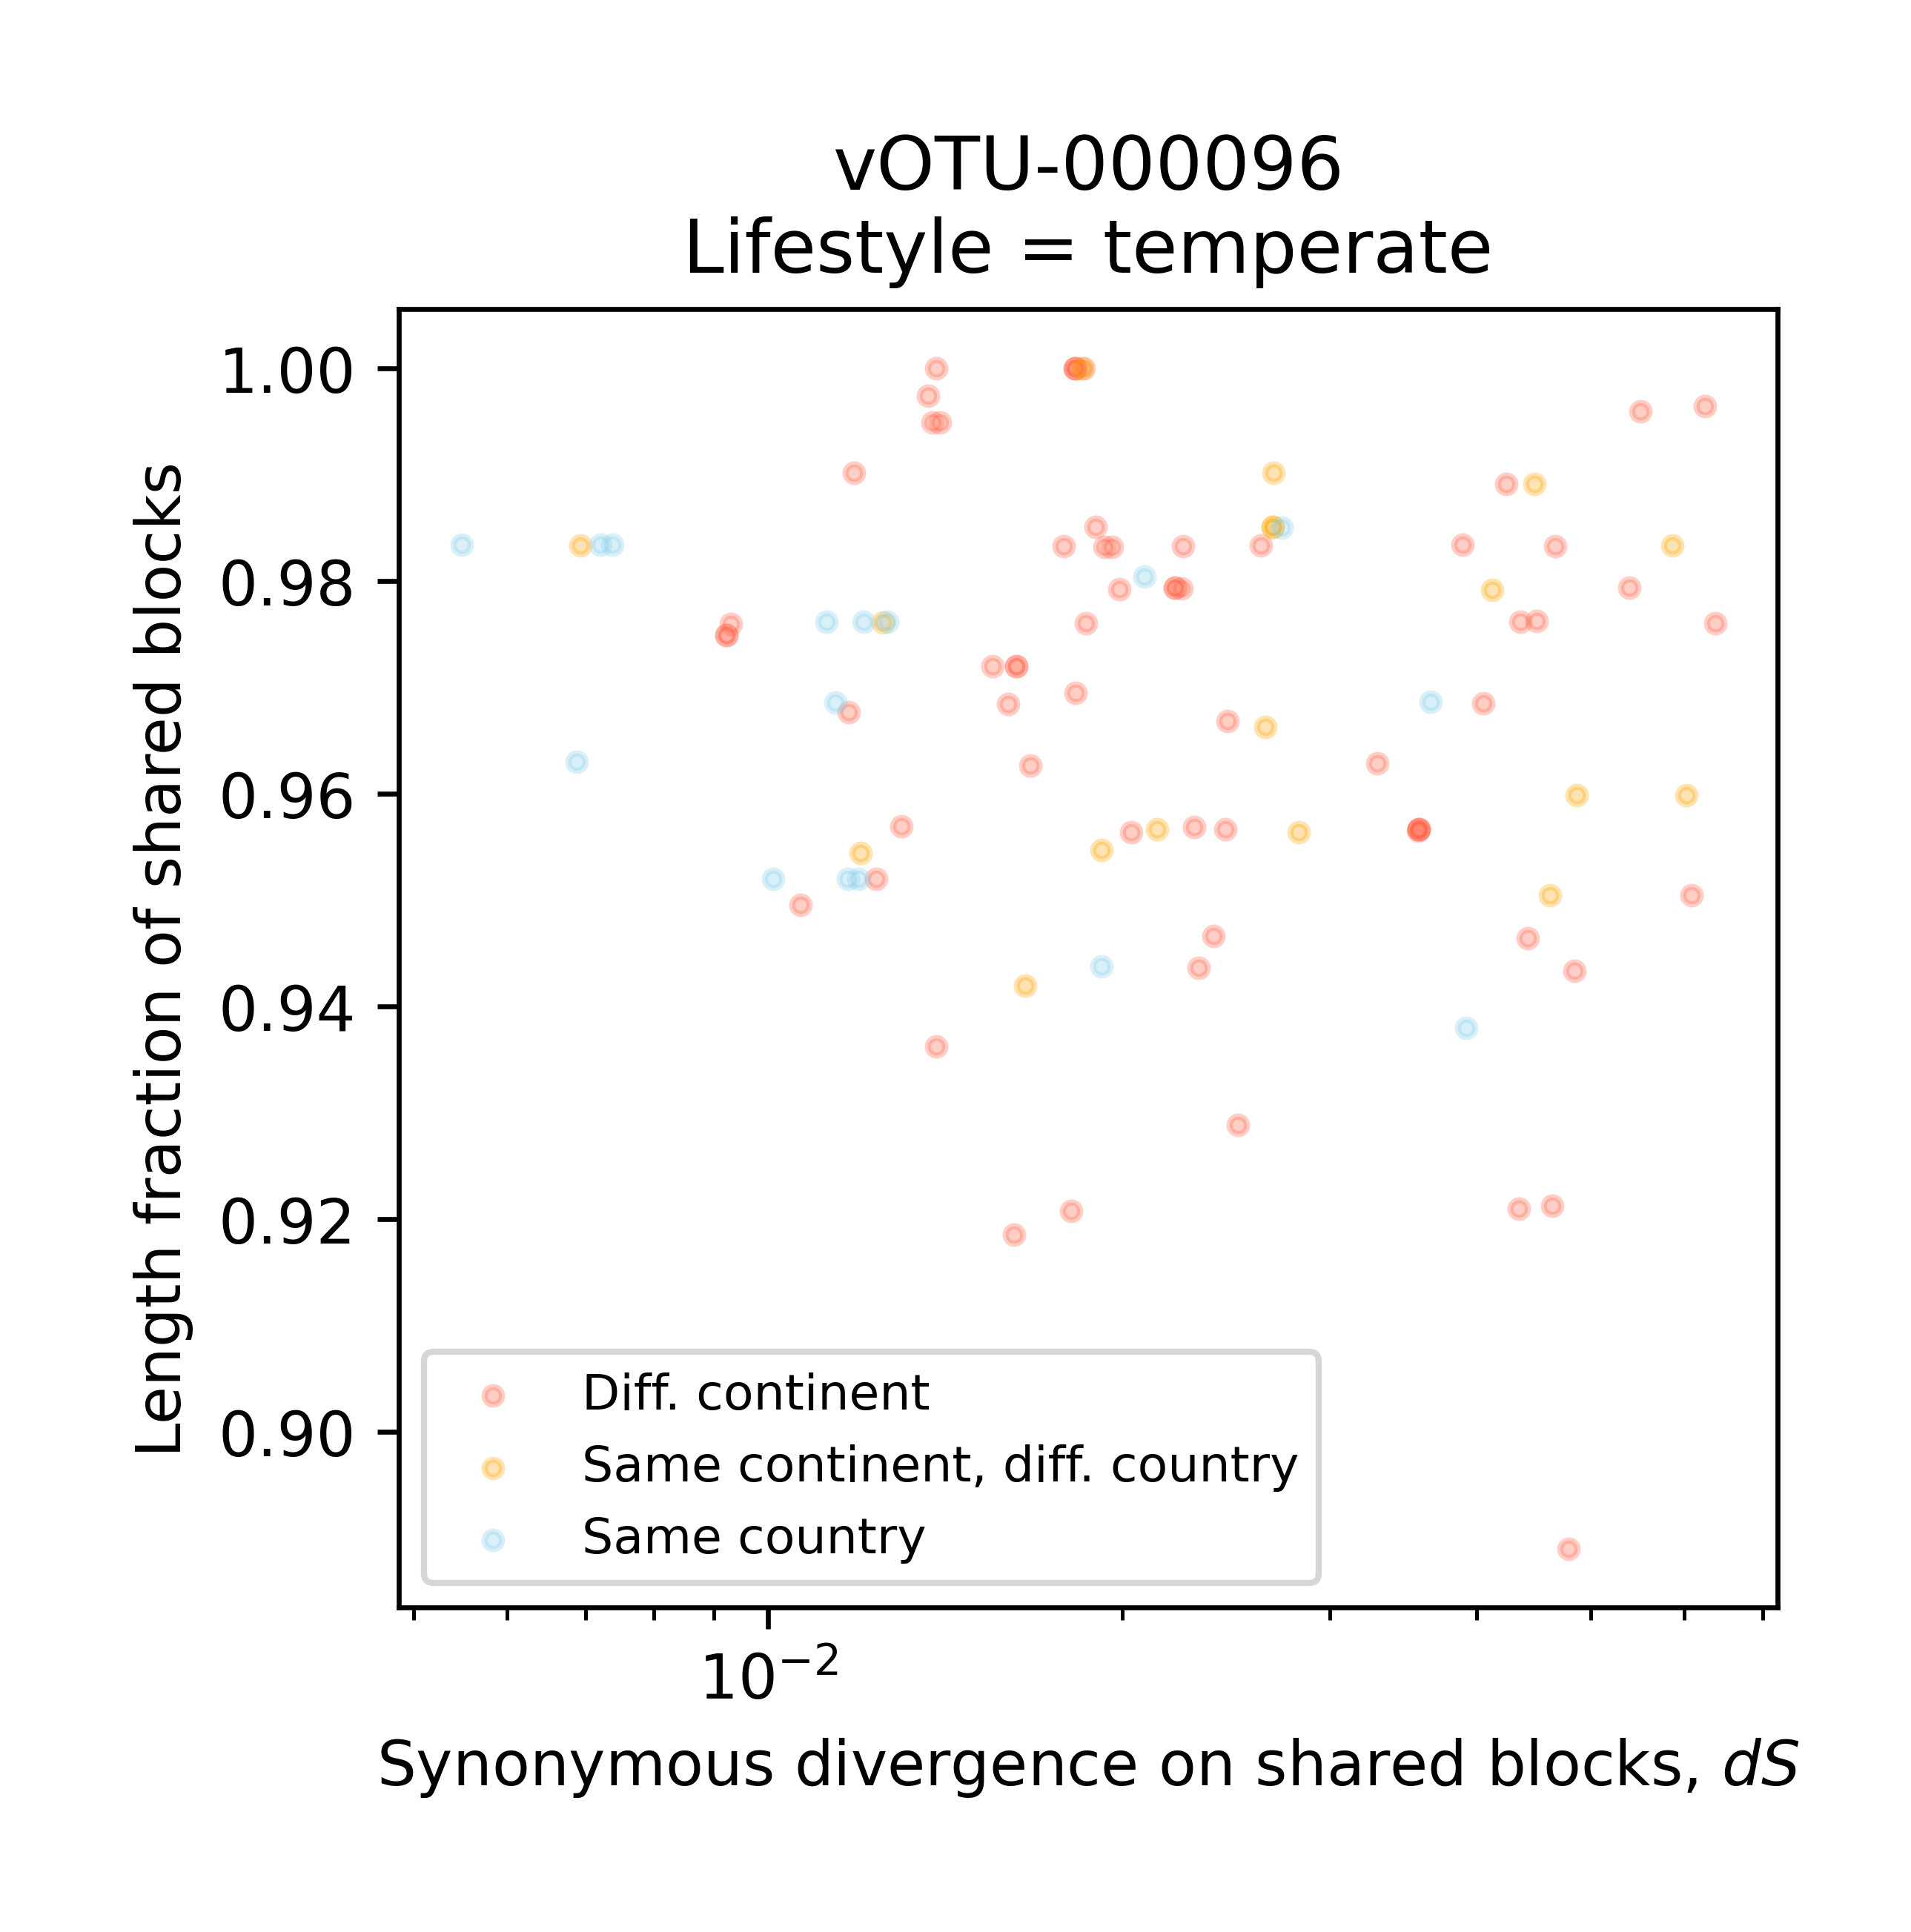 vOTU-000096
Lifestyle = temperate
Length fraction of shared blocks
1.00
0.98
0.96
0.94
0.92
0.90
Diff. continent
Same continent, diff. country
Same country
10⁻²
Synonymous divergence on shared blocks, dS